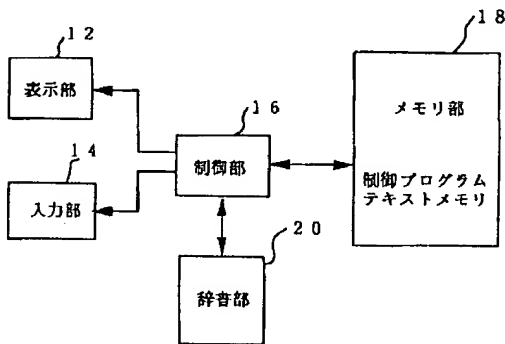 12
表示部
14
入力部
16
制御部
18
メモリ部
制御プログラム
テキストメモリ
20
辞書部